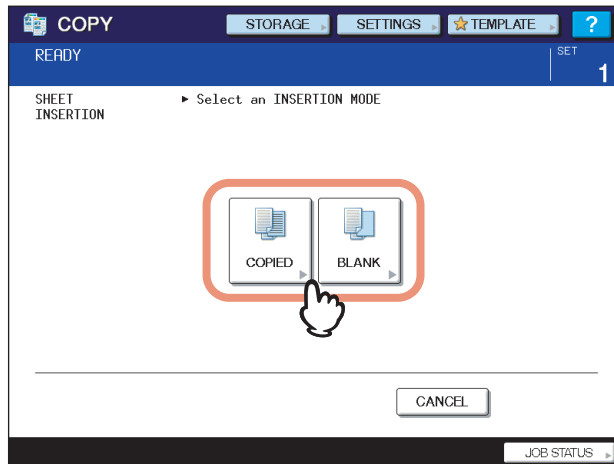 COPY
STORAGE
SETTINGS
TEMPLATE
?
READY
SET
1
SHEET
INSERTION
► Select an INSERTION MODE
COPIED
BLANK
CANCEL
JOB STATUS